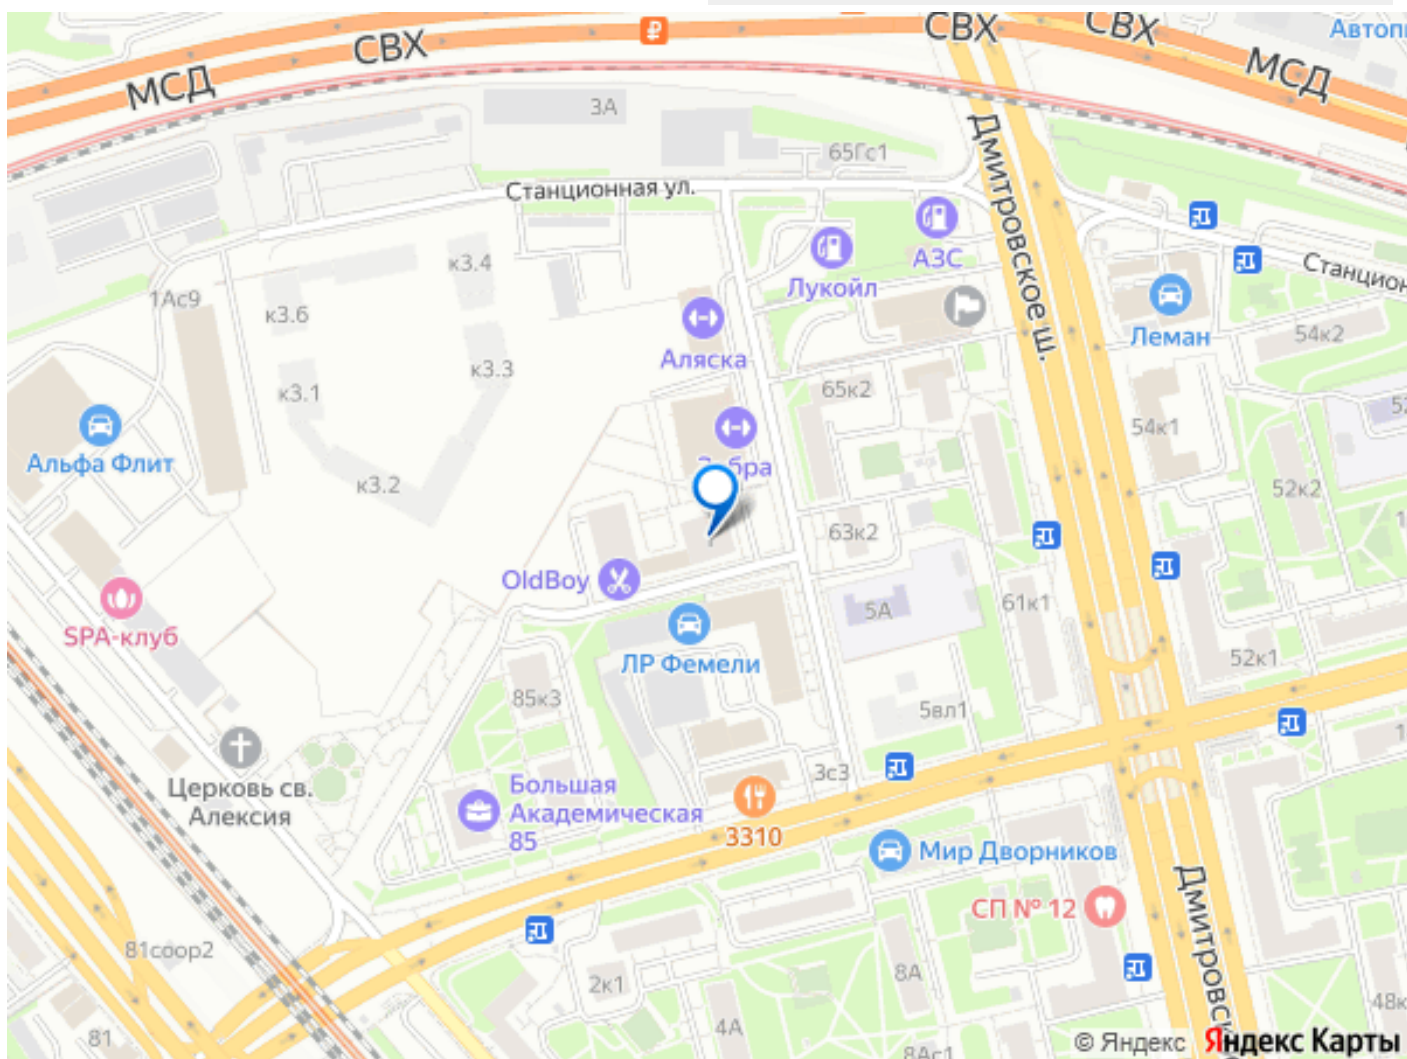 Автоп
СВХ
СВХ
СВХ
МСД
МСД
3А
65Гс1
Дмитровское ш.
Станционная ул.
АЗС
Лукойл
Станцион
к3.4
1Ас9
к3.6
Леман
54к2
Аляска
к3.3
65к2
к3.1
54к1
Альфа Флит
к3.2
52к2
63к2
OldBoy
5А
61к1
SPA-клуб
ЛР Фемели
52к1
85к3
5вл1
Церковь св.
Алексия
Большая
Академическая
85
3с3
3310
Мир Дворников
СП № 12
Дмитровск
81соор2
2к1
8А
48к
4А
81
8Ас1
© Яндекс
Яндекс Карты